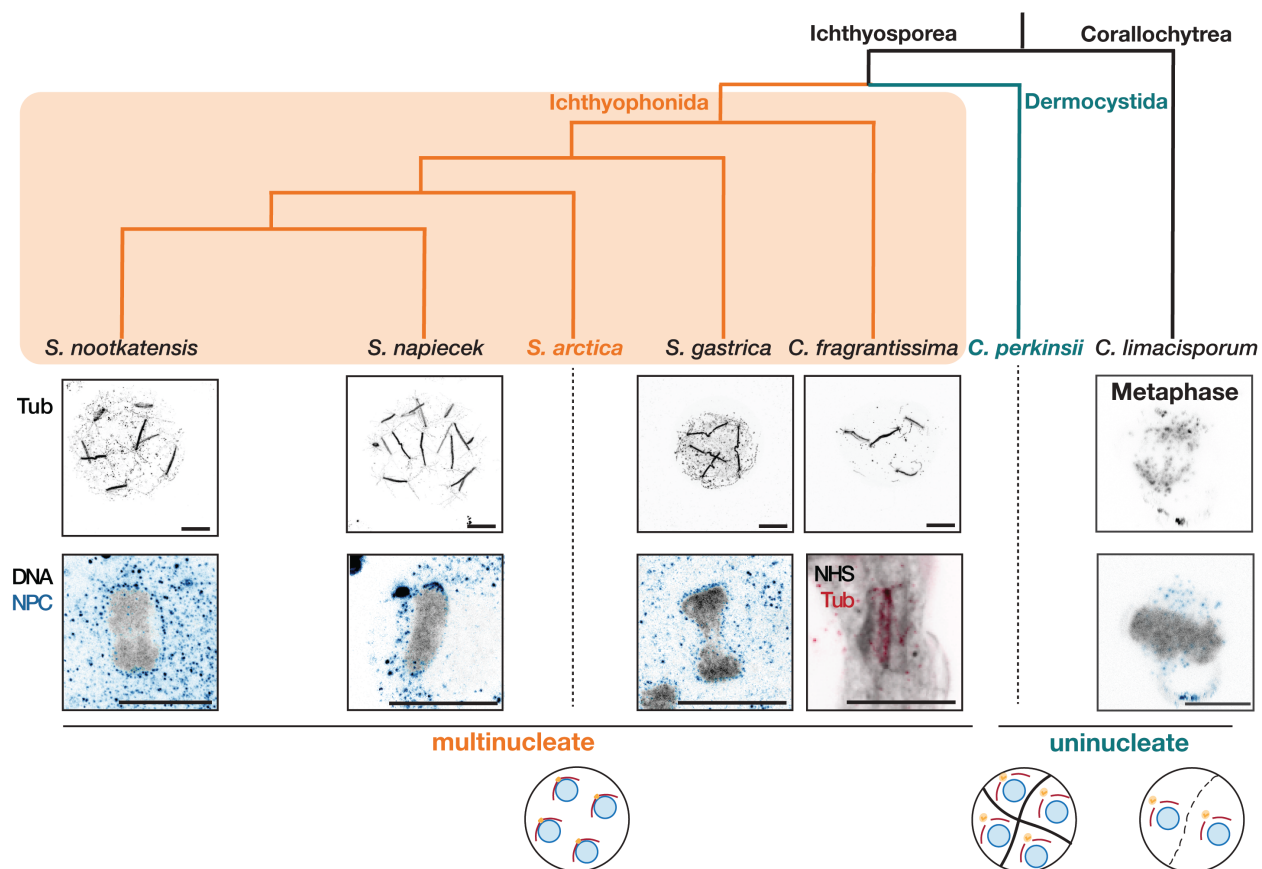 Ichthyosporea
Corallochytrea
Ichthyophonida
Dermocystida
S. nootkatensis
S. napiecek
S. arctica
S. gastrica
C. fragrantissima
C. perkinsii
C. limacisporum
Tub
Metaphase
DNA
NPC
NHS
Tub
multinucleate
uninucleate